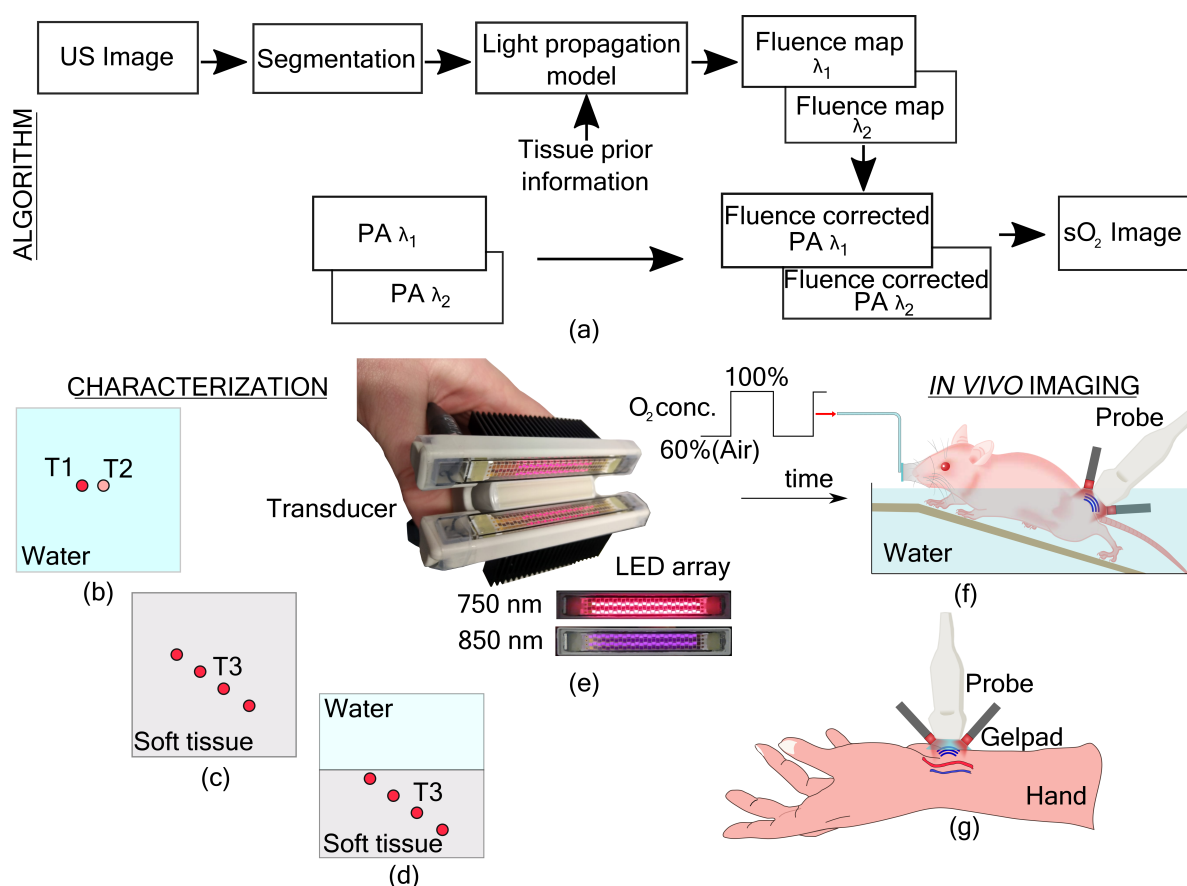 ALGORITHM
US Image
Segmentation
Light propagation
model
Fluence map
λ1
Fluence map
λ2
Tissue prior
information
PA λ1
PA λ2
Fluence corrected
PA λ1
Fluence corrected
PA λ2
sO2 Image
(a)
CHARACTERIZATION
T1
T2
Water
(b)
T3
Soft tissue
(c)
Water
T3
Soft tissue
(d)
Transducer
LED array
750 nm
850 nm
(e)
100%
O2 conc.
60%(Air)
time
IN VIVO IMAGING
Probe
Water
(f)
Probe
Gelpad
Hand
(g)